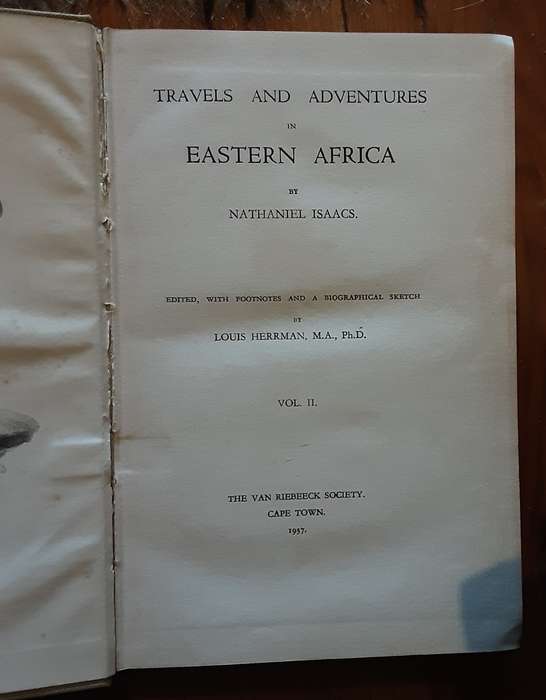 TRAVELS AND ADVENTURES
IN
EASTERN AFRICA
BY
NATHANIEL ISAACS.
EDITED, WITH FOOTNOTES AND A BIOGRAPHICAL SKETCH
BY
LOUIS HERRMAN, M.A., Ph.D.
VOL. II.
THE VAN RIEBEECK SOCIETY.
CAPE TOWN.
1937.